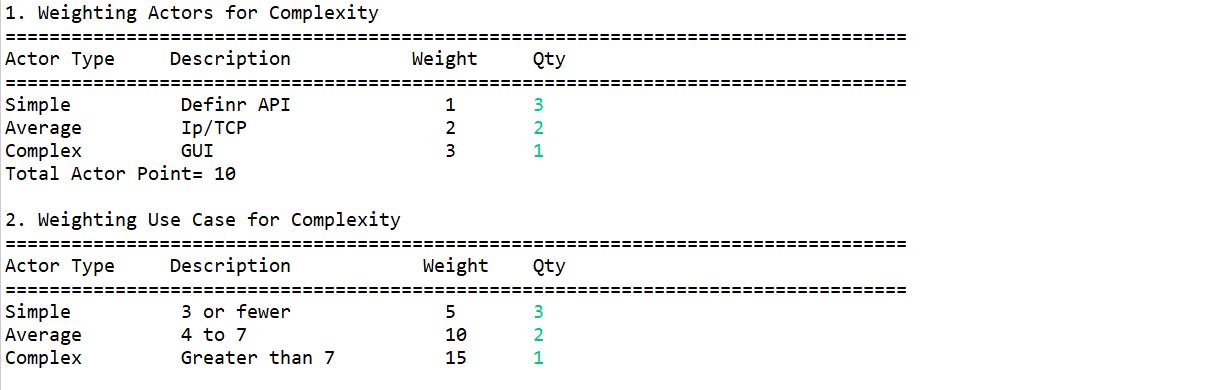 1. Weighting Actors for Complexity
==================================================================================
Actor Type     Description           Weight     Qty
==================================================================================
Simple          Definr API              1       3
Average         Ip/TCP                  2       2
Complex         GUI                     3       1
Total Actor Point= 10
2. Weighting Use Case for Complexity
==================================================================================
Actor Type     Description            Weight    Qty
==================================================================================
Simple          3 or fewer              5       3
Average         4 to 7                  10      2
Complex         Greater than 7          15      1